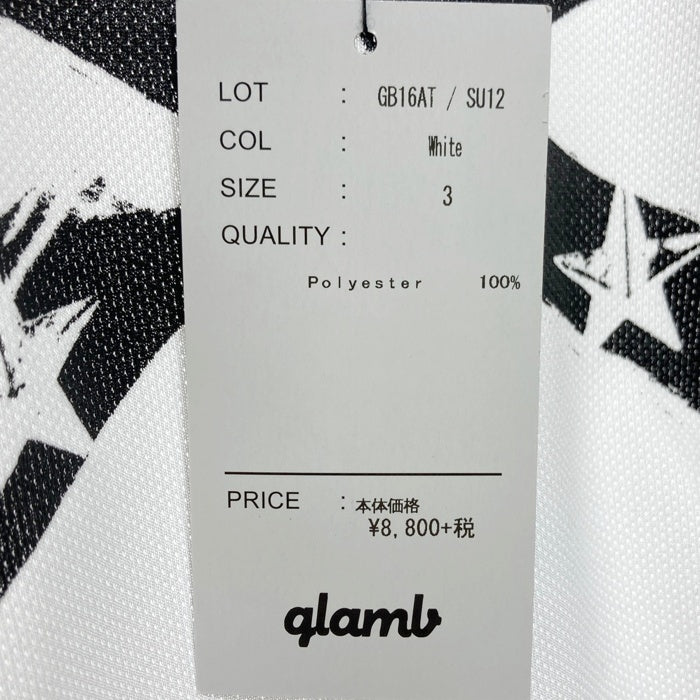 LOT : GB16AT / SU12
COL : White
SIZE : 3
QUALITY :
Polyester 100%
PRICE : 本体価格
¥8,800+税
glamb